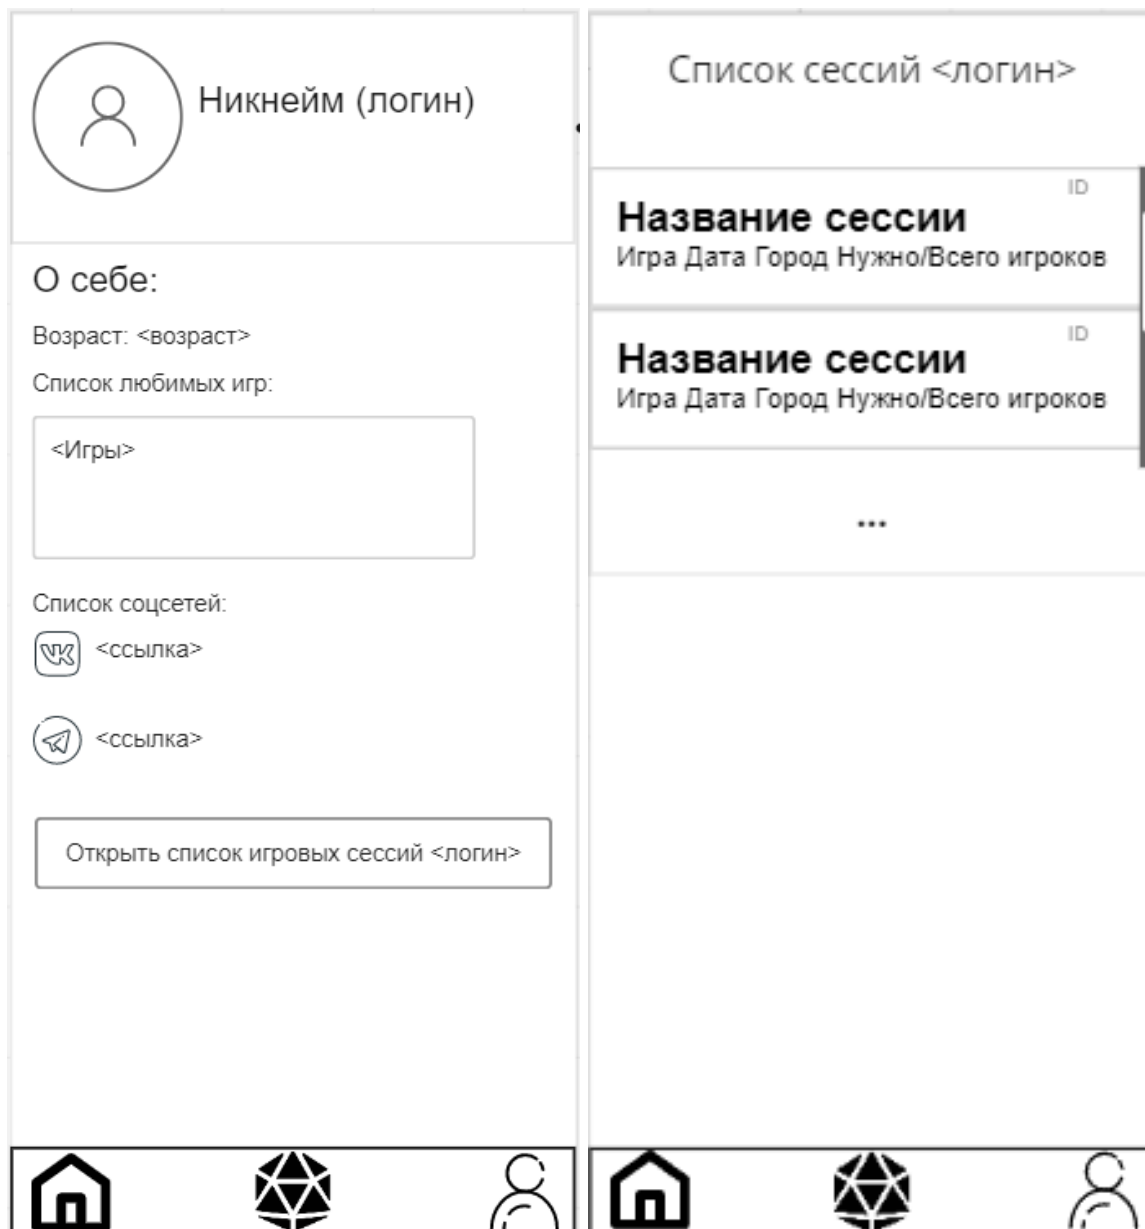 Никнейм (логин)
О себе:
Возраст: <возраст>
Список любимых игр:
<Игры>
Список соцсетей:
<ссылка>
<ссылка>
Открыть список игровых сессий <логин>
Список сессий <логин>
ID
Название сессии
Игра Дата Город Нужно/Всего игроков
ID
Название сессии
Игра Дата Город Нужно/Всего игроков
...